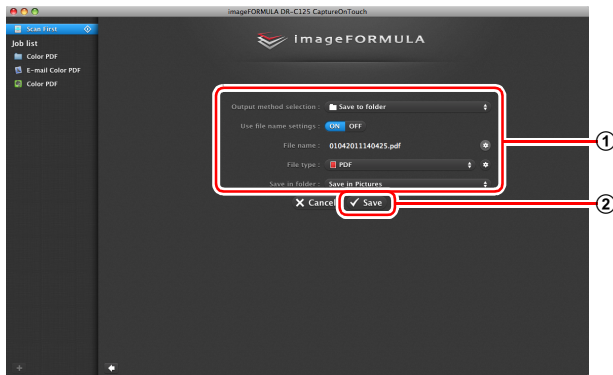 imageFORMULA DR-C125 CaptureOnTouch
Scan First
Job list
Color PDF
E-mail Color PDF
Color PDF
imageFORMULA
Output method selection : Save to folder
Use file name settings : ON OFF
File name : 01042011140425.pdf
File type : PDF
Save in folder : Save in Pictures
Cancel Save
1
2